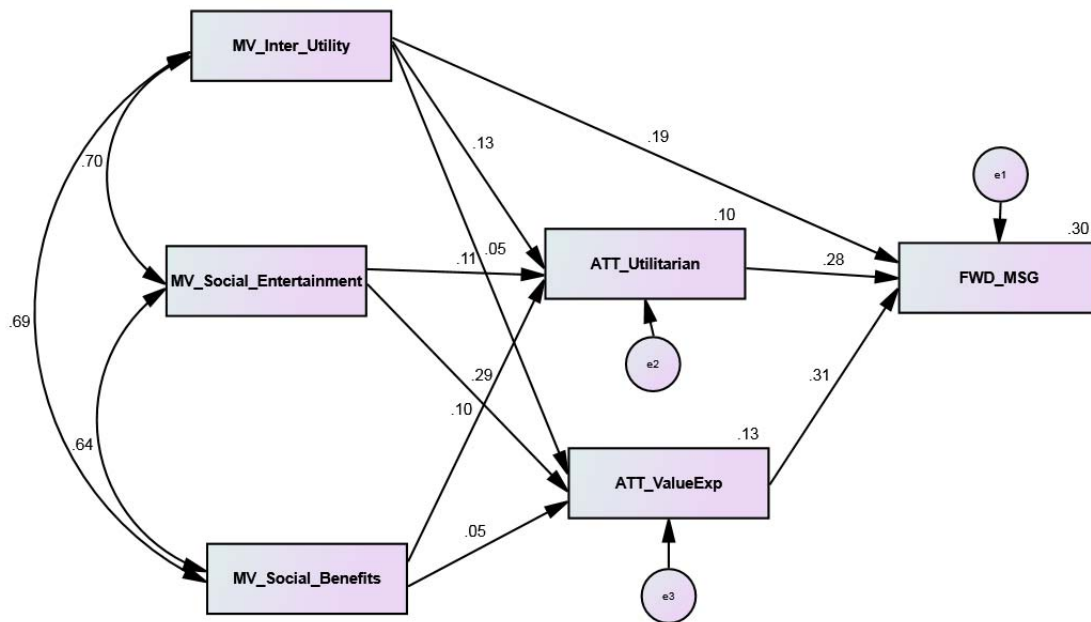 MV_Inter_Utility
.13
.19
.70
e1
.10
.30
.05
.11
ATT_Utilitarian
.28
FWD_MSG
MV_Social_Entertainment
.69
e2
.29
.31
.10
.64
.13
ATT_ValueExp
.05
MV_Social_Benefits
e3